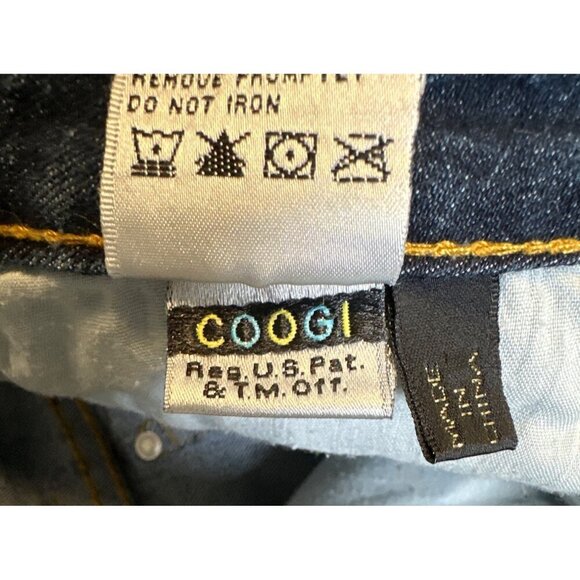 REMOVE PROMPTLY
DO NOT IRON
COOGI
Reg. U.S. Pat.
& T.M. Off.
MADE
IN
CHINA